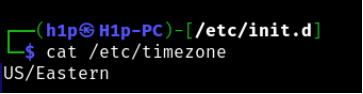 ┌──(h1p㉿H1p-PC)-[/etc/init.d]
└─$ cat /etc/timezone
US/Eastern